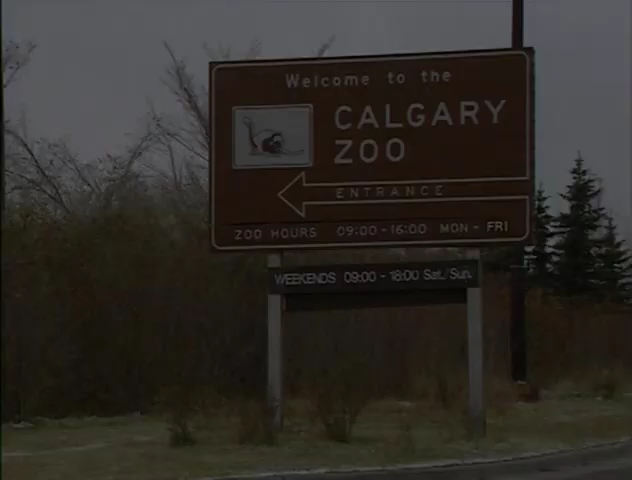 Welcome to the
CALGARY
ZOO
ENTRANCE
ZOO HOURS 09:00-16:00 MON-FRI
WEEKENDS 09:00 - 18:00 Sat./Sun.